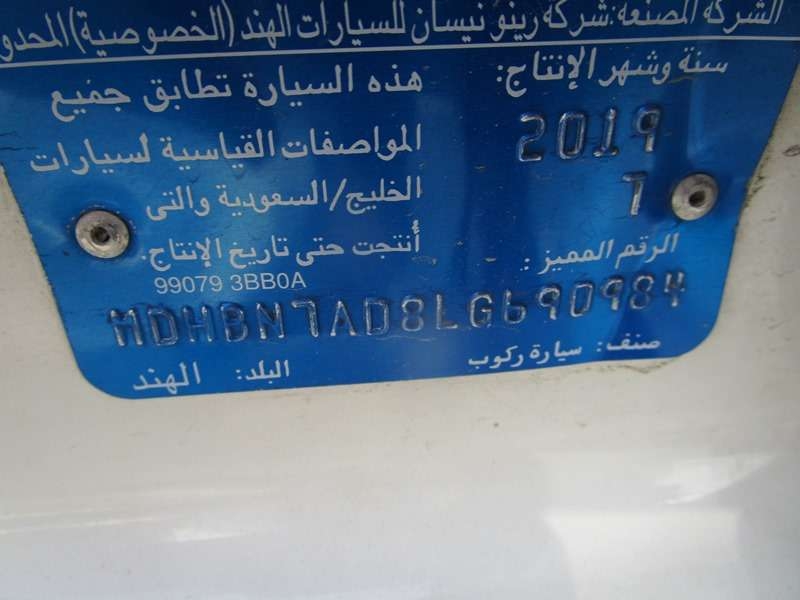 الشركة المصنعة: شركة رينو نيسان للسيارات الهند (الخصوصية) المحدو
سنة وشهر الإنتاج:
2019
7
هذه السيارة تطابق جميع
المواصفات القياسية لسيارات
الخليج/السعودية والتى
أنتجت حتى تاريخ الإنتاج.
99079 3BB0A
الرقم المميز:
MDHBN7AD8LG690984
صنف: سيارة ركوب
البلد: الهند